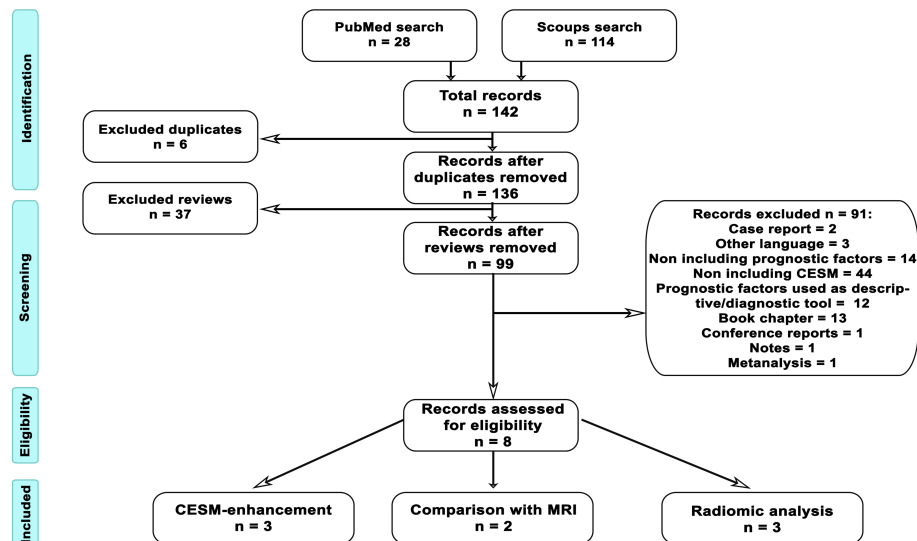 Identification
PubMed search
n = 28
Scoups search
n = 114
Total records
n = 142
Excluded duplicates
n = 6
Records after
duplicates removed
n = 136
Screening
Excluded reviews
n = 37
Records after
reviews removed
n = 99
Records excluded n = 91:
Case report = 2
Other language = 3
Non including prognostic factors = 14
Non including CESM = 44
Prognostic factors used as descrip-
tive/diagnostic tool = 12
Book chapter = 13
Conference reports = 1
Notes = 1
Metanalysis = 1
Eligibility
Records assessed
for eligibility
n = 8
Included
CESM-enhancement
n = 3
Comparison with MRI
n = 2
Radiomic analysis
n = 3